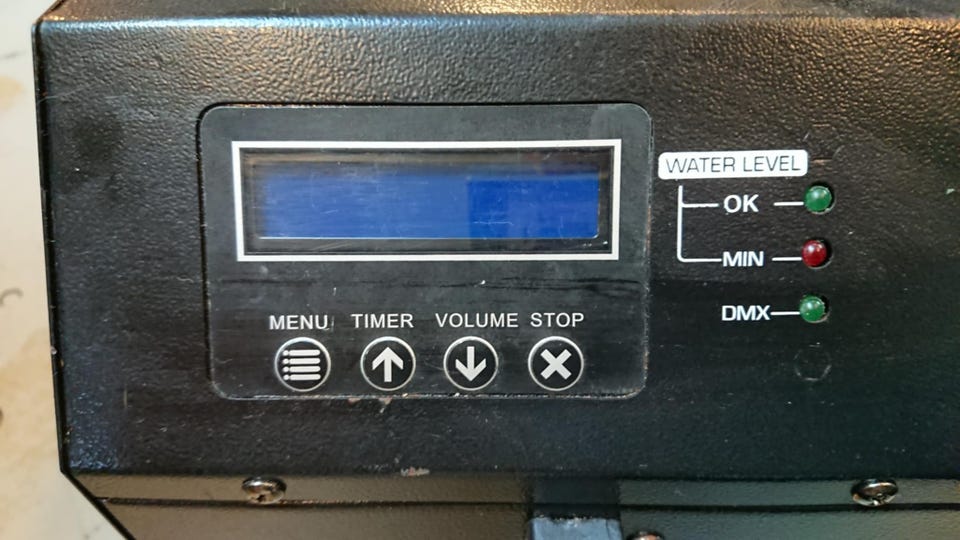 WATER LEVEL
OK
MIN
DMX
MENU TIMER VOLUME STOP